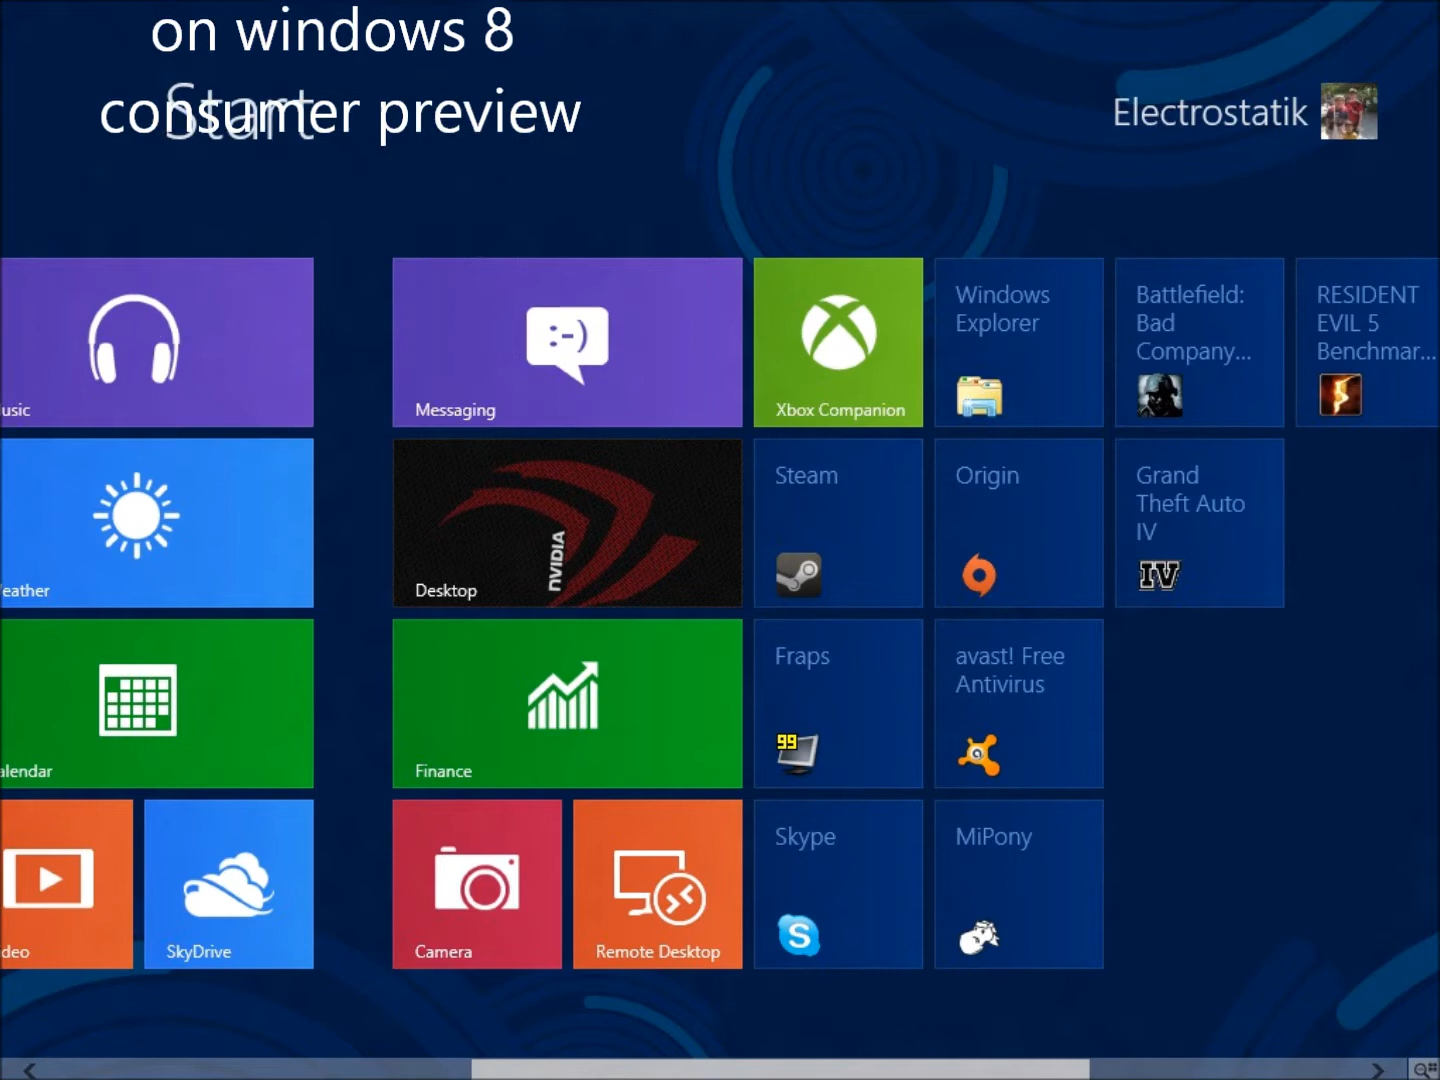 on windows 8
consumer preview
Start
Electrostatik
usic
Messaging
:-)
Xbox Companion
Windows
Explorer
Battlefield:
Bad
Company...
RESIDENT
EVIL 5
Benchmar...
eather
Desktop
NVIDIA
Steam
Origin
Grand
Theft Auto
IV
IV
alendar
Finance
Fraps
99
avast! Free
Antivirus
a
deo
SkyDrive
Camera
Remote Desktop
Skype
S
MiPony